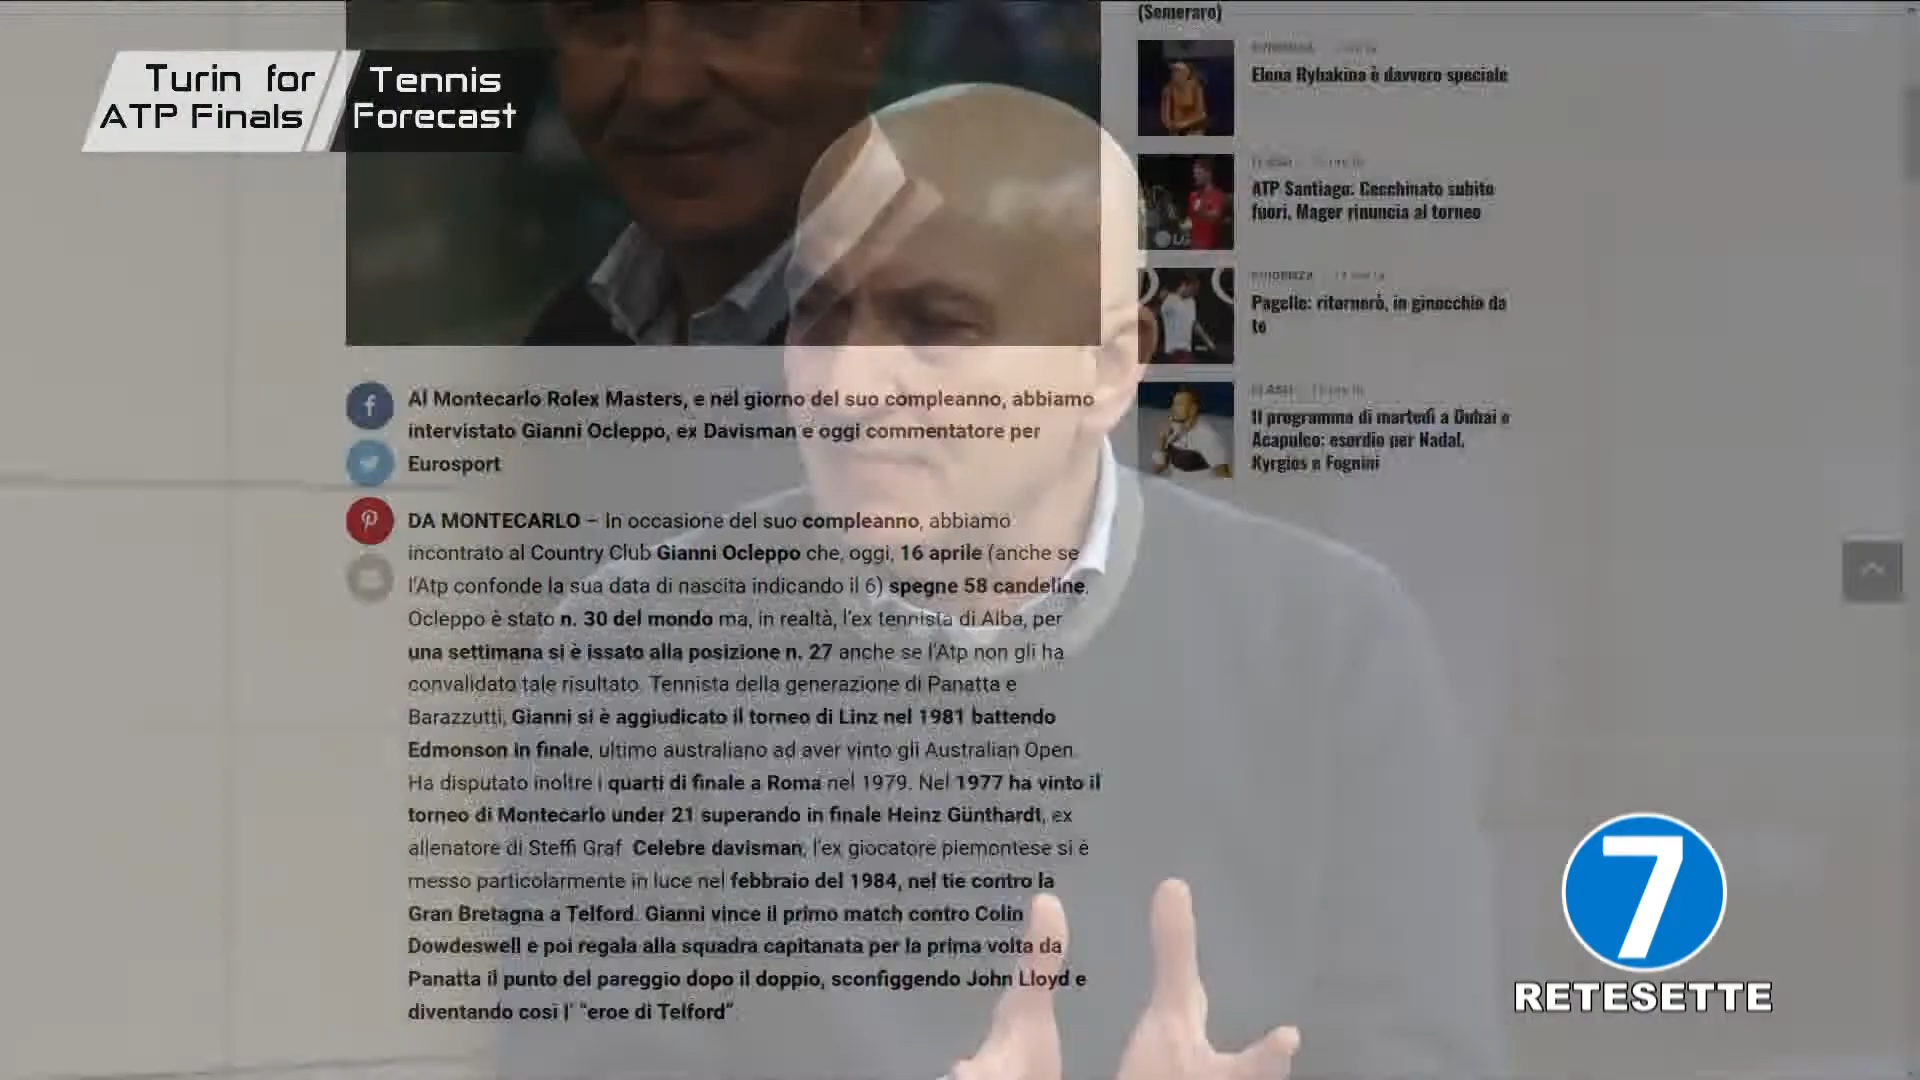 Turin for
ATP Finals
Tennis
Forecast
(Semeraro)
Elena Rybakina è davvero speciale
ATP Santiago: Cecchinato subito
fuori, Mager rinuncia al torneo
Pagelle: ritornerò, in ginocchio da
te
Il programma di martedì a Dubai e
Acapulco: esordio per Nadal,
Kyrgios e Fognini
Al Montecarlo Rolex Masters, e nel giorno del suo compleanno, abbiamo
intervistato Gianni Ocleppo, ex Davisman e oggi commentatore per
Eurosport
DA MONTECARLO – In occasione del suo compleanno, abbiamo
incontrato al Country Club Gianni Ocleppo che, oggi, 16 aprile (anche se
l'Atp confonde la sua data di nascita indicando il 6) spegne 58 candeline.
Ocleppo è stato n. 30 del mondo ma, in realtà, l'ex tennista di Alba, per
una settimana si è issato alla posizione n. 27 anche se l'Atp non gli ha
convalidato tale risultato. Tennista della generazione di Panatta e
Barazzutti, Gianni si è aggiudicato il torneo di Linz nel 1981 battendo
Edmonson in finale, ultimo australiano ad aver vinto gli Australian Open.
Ha disputato inoltre i quarti di finale a Roma nel 1979. Nel 1977 ha vinto il
torneo di Montecarlo under 21 superando in finale Heinz Günthardt, ex
allenatore di Steffi Graf. Celebre davisman, l'ex giocatore piemontese si è
messo particolarmente in luce nel febbraio del 1984, nel tie contro la
Gran Bretagna a Telford. Gianni vince il primo match contro Colin
Dowdeswell e poi regala alla squadra capitanata per la prima volta da
Panatta il punto del pareggio dopo il doppio, sconfiggendo John Lloyd e
diventando così l' "eroe di Telford"
7
RETESETTE